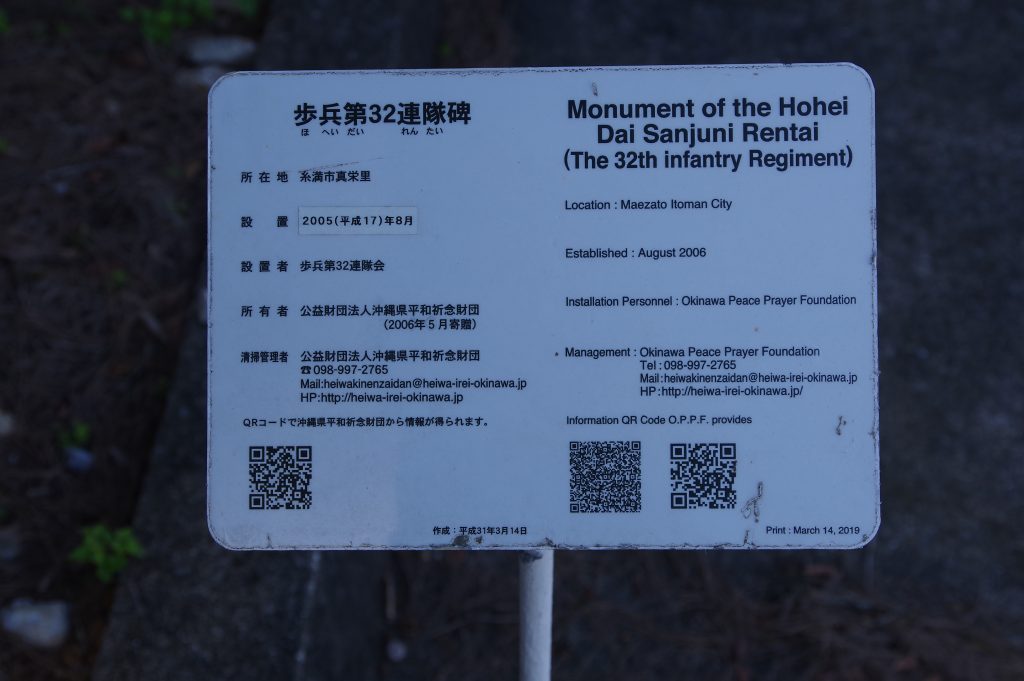 歩兵第32連隊碑
ほへいだい れんたい
所在地 糸満市真栄里
設置 2005(平成17)年8月
設置者 歩兵第32連隊会
所有者 公益財団法人沖縄県平和祈念財団
(2006年5月寄贈)
清掃管理者 公益財団法人沖縄県平和祈念財団
☎098-997-2765
Mail:heiwakinenzaidan@heiwa-irei-okinawa.jp
HP:http://heiwa-irei-okinawa.jp
QRコードで沖縄県平和祈念財団から情報が得られます。
作成:平成31年3月14日
Monument of the Hohei
Dai Sanjuni Rentai
(The 32th infantry Regiment)
Location : Maezato Itoman City
Established : August 2006
Installation Personnel : Okinawa Peace Prayer Foundation
Management : Okinawa Peace Prayer Foundation
Tel : 098-997-2765
Mail:heiwakinenzaidan@heiwa-irei-okinawa.jp
HP:http://heiwa-irei-okinawa.jp/
Information QR Code O.P.P.F. provides
Print : March 14, 2019